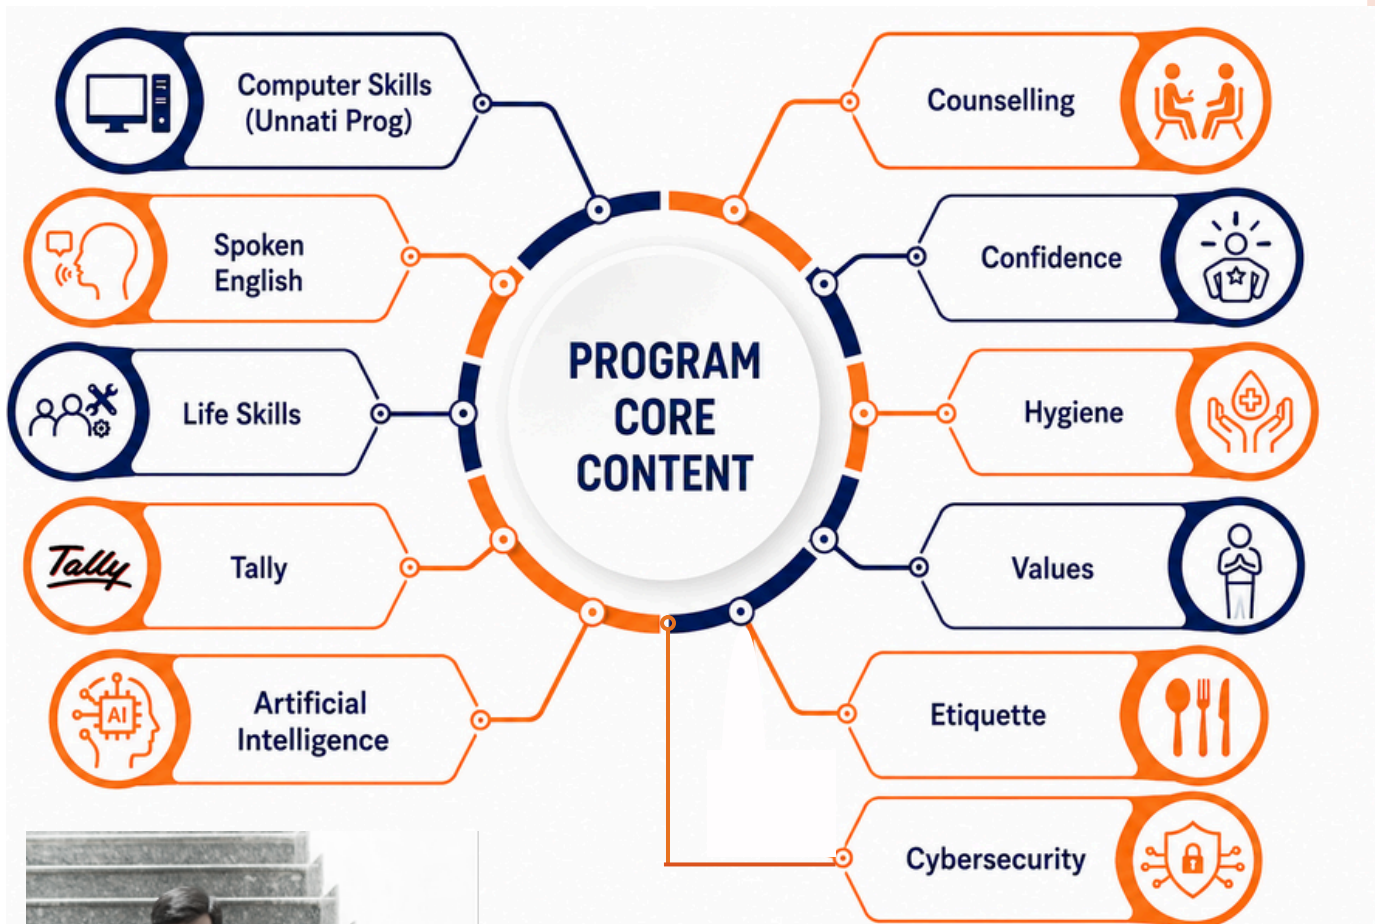 Computer Skills
(Unnati Prog)
Counselling
Spoken
English
Confidence
PROGRAM
CORE
CONTENT
Life Skills
Hygiene
Tally
Tally
Values
AI
Artificial
Intelligence
Etiquette
Cybersecurity